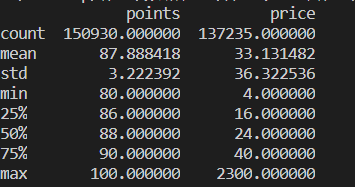 points price
count 150930.000000 137235.000000
mean 87.888418 33.131482
std 3.222392 36.322536
min 80.000000 4.000000
25% 86.000000 16.000000
50% 88.000000 24.000000
75% 90.000000 40.000000
max 100.000000 2300.000000